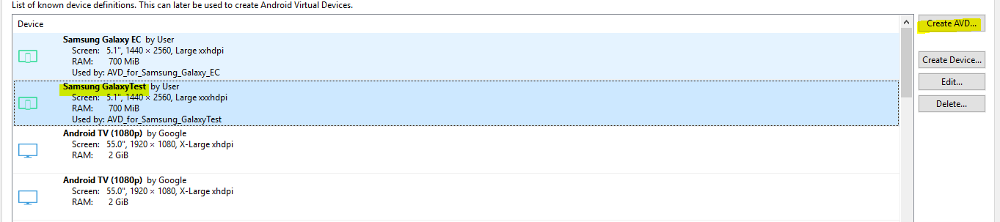 List of known device definitions. This can later be used to create Android Virtual Devices.
Device
Create AVD...
Samsung Galaxy EC by User
Screen: 5.1", 1440 × 2560, Large xxhdpi
RAM: 700 MiB
Used by: AVD_for_Samsung_Galaxy_EC
Create Device...
Edit...
Samsung GalaxyTest by User
Screen: 5.1", 1440 × 2560, Large xxxhdpi
RAM: 700 MiB
Used by: AVD_for_Samsung_GalaxyTest
Delete...
Android TV (1080p) by Google
Screen: 55.0", 1920 × 1080, X-Large xhdpi
RAM: 2 GiB
Android TV (1080p) by Google
Screen: 55.0", 1920 × 1080, X-Large xhdpi
RAM: 2 GiB